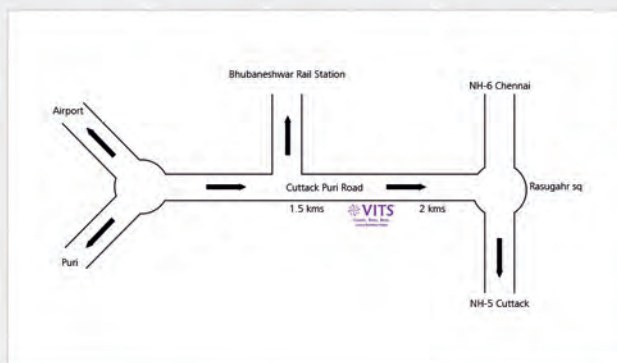 Bhubaneshwar Rail Station
NH-6 Chennai
Airport
Cuttack Puri Road
Rasugahr sq
1.5 kms
VITS
2 kms
Puri
NH-5 Cuttack